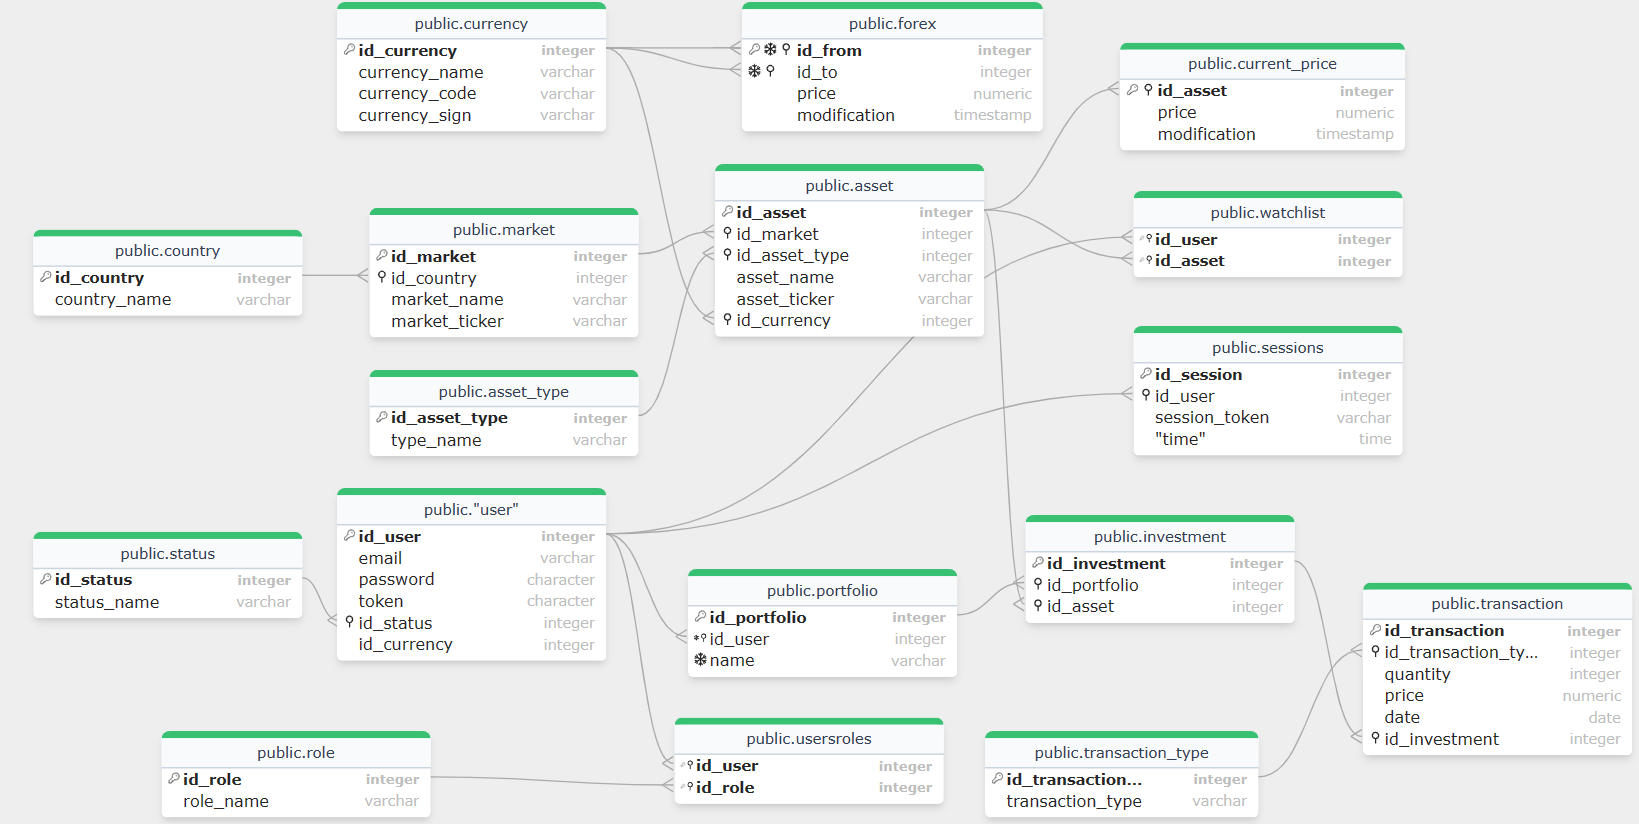 public.currency
id_currency integer
currency_name varchar
currency_code varchar
currency_sign varchar
public.forex
id_from integer
id_to integer
price numeric
modification timestamp
public.current_price
id_asset integer
price numeric
modification timestamp
public.asset
id_asset integer
id_market integer
id_asset_type integer
asset_name varchar
asset_ticker varchar
id_currency integer
public.watchlist
id_user integer
id_asset integer
public.market
id_market integer
id_country integer
market_name varchar
market_ticker varchar
public.country
id_country integer
country_name varchar
public.sessions
id_session integer
id_user integer
session_token varchar
"time" time
public.asset_type
id_asset_type integer
type_name varchar
public."user"
id_user integer
email varchar
password character
token character
id_status integer
id_currency integer
public.status
id_status integer
status_name varchar
public.investment
id_investment integer
id_portfolio integer
id_asset integer
public.portfolio
id_portfolio integer
id_user integer
name varchar
public.transaction
id_transaction integer
id_transaction_ty... integer
quantity integer
price numeric
date date
id_investment integer
public.usersroles
id_user integer
id_role integer
public.role
id_role integer
role_name varchar
public.transaction_type
id_transaction... integer
transaction_type varchar